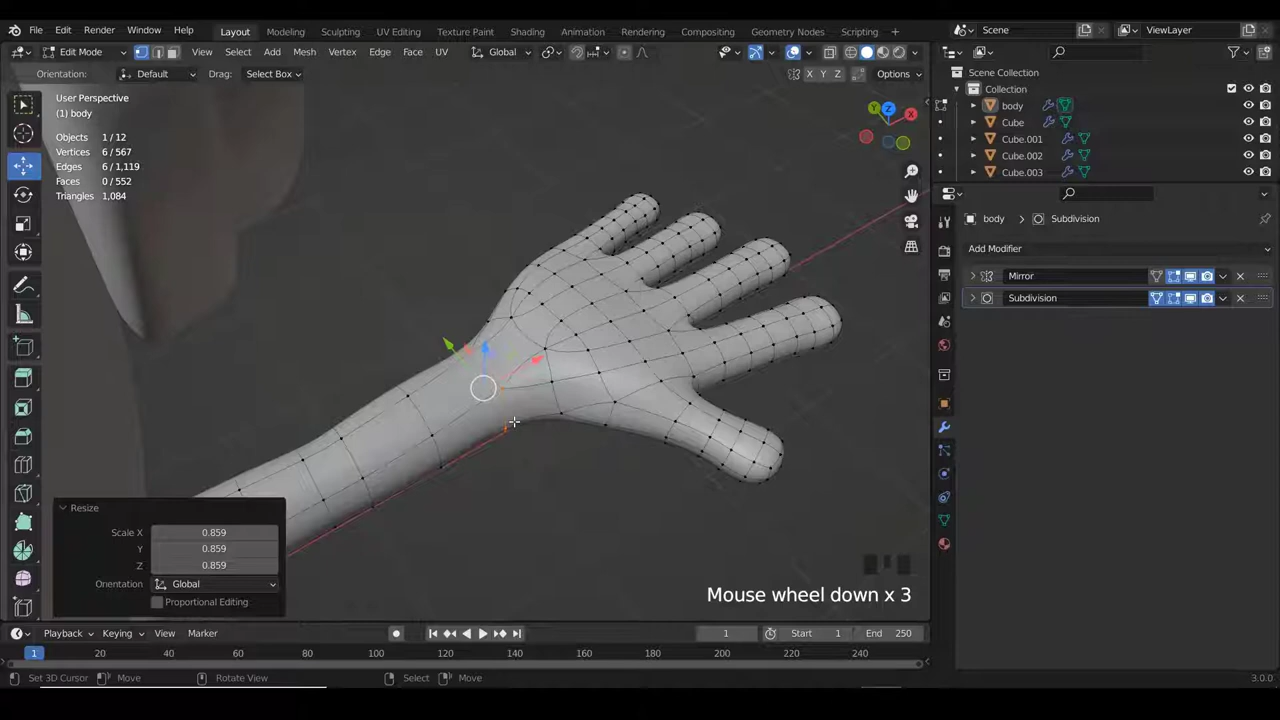 File Edit Render Window Help Layout Modeling Sculpting UV Editing Texture Paint Shading Animation Rendering Compositing Geometry Nodes Scripting + Scene ViewLayer
Edit Mode View Select Add Mesh Vertex Edge Face UV Global X Y Z Options
Orientation: Default Drag: Select Box
User Perspective
(1) body
Objects 1 / 12
Vertices 6 / 567
Edges 6 / 1,119
Faces 0 / 552
Triangles 1,084
Z
Y
X
Scene Collection
Collection
body
Cube
Cube.001
Cube.002
Cube.003
body > Subdivision
Add Modifier
Mirror
Subdivision
Resize
Scale X 0.859
Y 0.859
Z 0.859
Orientation Global
Proportional Editing
Mouse wheel down x 3
Playback Keying View Marker 1 Start 1 End 250
1 20 40 60 80 100 120 140 160 180 200 220 240
Set 3D Cursor Move Rotate View Select Move 3.0.0